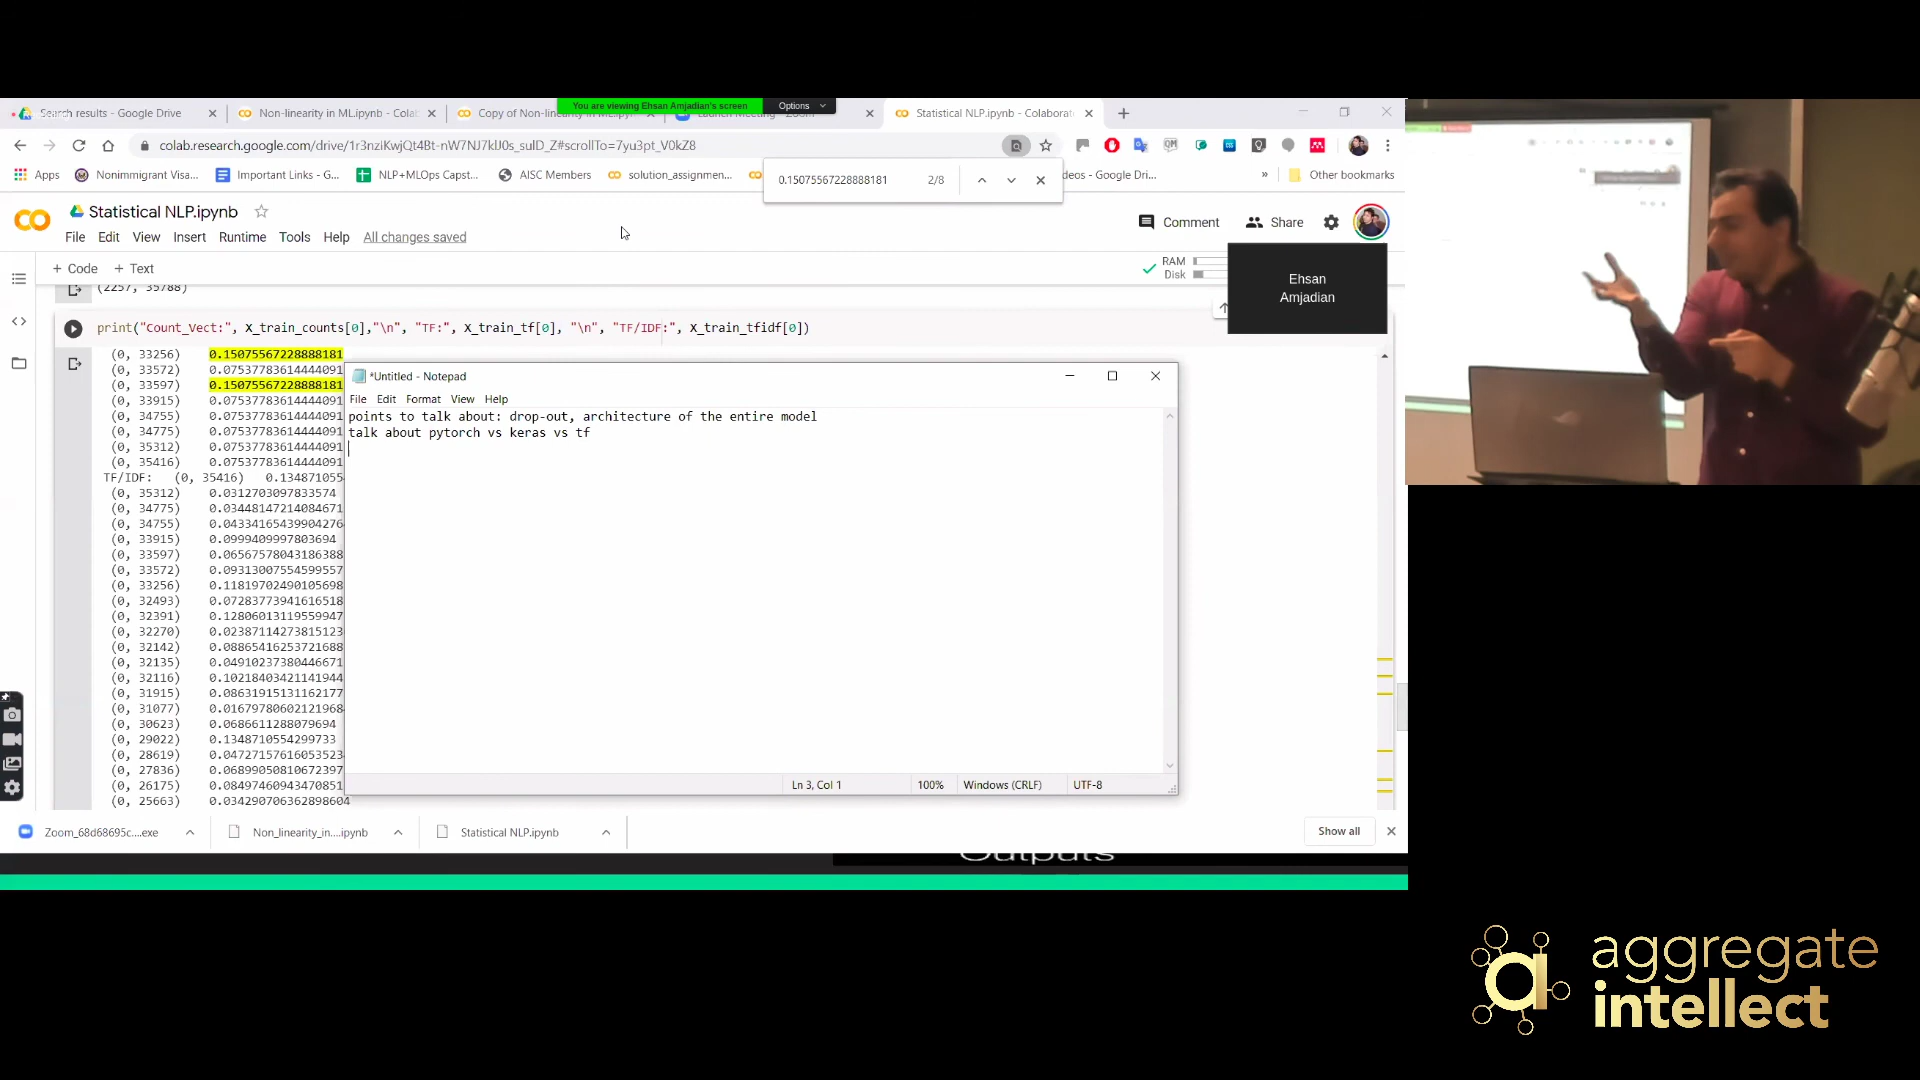 Search results - Google Drive
Non-linearity in ML.ipynb - Colab
Copy of Non-linearity in ML.ipyn
You are viewing Ehsan Amjadian's screen
Options
Launch Meeting - Zoom
Statistical NLP.ipynb - Colaborat
colab.research.google.com/drive/1r3nziKwjQt4Bt-nW7NJ7klJ0s_suID_Z#scrollTo=7yu3pt_V0kZ8
Apps
Nonimmigrant Visa...
Important Links - G...
NLP+MLOps Capst...
AISC Members
solution_assignmen...
deos - Google Dri...
»
Other bookmarks
0.15075567228888181
2/8
Statistical NLP.ipynb
Comment
Share
File Edit View Insert Runtime Tools Help All changes saved
+ Code + Text
RAM
Disk
Ehsan
Amjadian
(2257, 35788)
print("Count_Vect:", X_train_counts[0],"\n", "TF:", X_train_tf[0], "\n", "TF/IDF:", X_train_tfidf[0])
(0, 33256) 0.15075567228888181
(0, 33572) 0.07537783614444091
(0, 33597) 0.15075567228888181
(0, 33915) 0.07537783614444091
(0, 34755) 0.07537783614444091
(0, 34775) 0.07537783614444091
(0, 35312) 0.07537783614444091
(0, 35416) 0.07537783614444091
TF/IDF: (0, 35416) 0.1348710554
(0, 35312) 0.0312703097833574
(0, 34775) 0.03448147214084671
(0, 34755) 0.04334165439904276
(0, 33915) 0.0999409997803694
(0, 33597) 0.06567578043186388
(0, 33572) 0.09313007554599557
(0, 33256) 0.11819702490105698
(0, 32493) 0.07283773941616518
(0, 32391) 0.12806013119559947
(0, 32270) 0.02387114273815123
(0, 32142) 0.08865416253721688
(0, 32135) 0.04910237380446671
(0, 32116) 0.10218403421141944
(0, 31915) 0.08631915131162177
(0, 31077) 0.01679780602121968
(0, 30623) 0.0686611288079694
(0, 29022) 0.1348710554299733
(0, 28619) 0.04727157616053523
(0, 27836) 0.06899050810672397
(0, 26175) 0.08497460943470851
(0, 25663) 0.034290706362898604
*Untitled - Notepad
File Edit Format View Help
points to talk about: drop-out, architecture of the entire model
talk about pytorch vs keras vs tf
Ln 3, Col 1
100%
Windows (CRLF)
UTF-8
Zoom_68d68695c....exe
Non_linearity_in....ipynb
Statistical NLP.ipynb
Show all
Outputs
aggregate
intellect